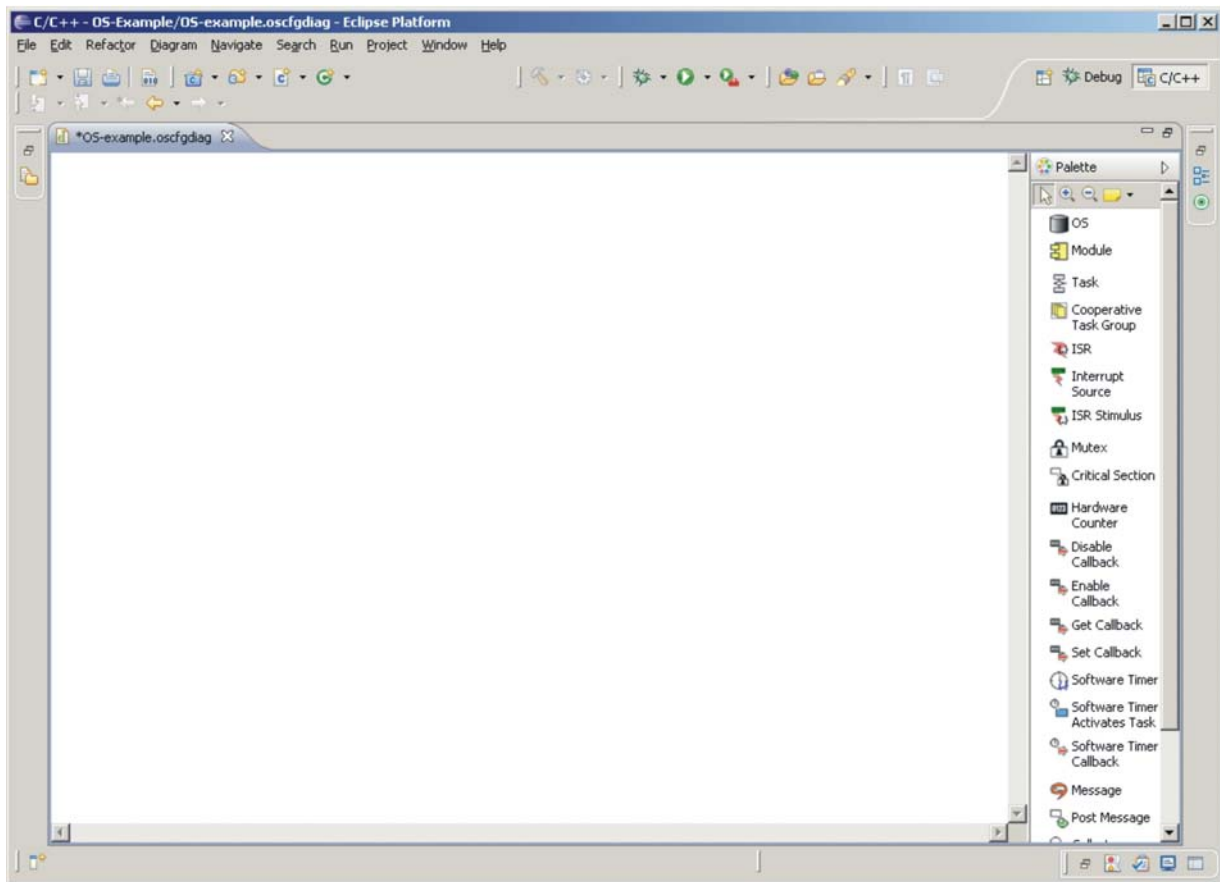 C/C++ - OS-Example/OS-example.oscfgdiag - Eclipse Platform
File Edit Refactor Diagram Navigate Search Run Project Window Help
Debug C/C++
*OS-example.oscfgdiag
Palette
OS
Module
Task
Cooperative
Task Group
ISR
Interrupt
Source
ISR Stimulus
Mutex
Critical Section
Hardware
Counter
Disable
Callback
Enable
Callback
Get Callback
Set Callback
Software Timer
Software Timer
Activates Task
Software Timer
Callback
Message
Post Message